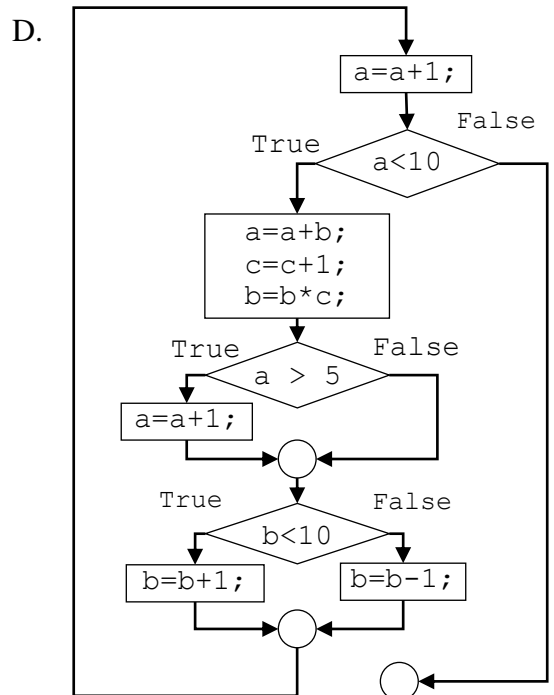 D.
a=a+1;
True
False
a<10
a=a+b;
c=c+1;
b=b*c;
True
False
a > 5
a=a+1;
True
False
b<10
b=b+1;
b=b-1;